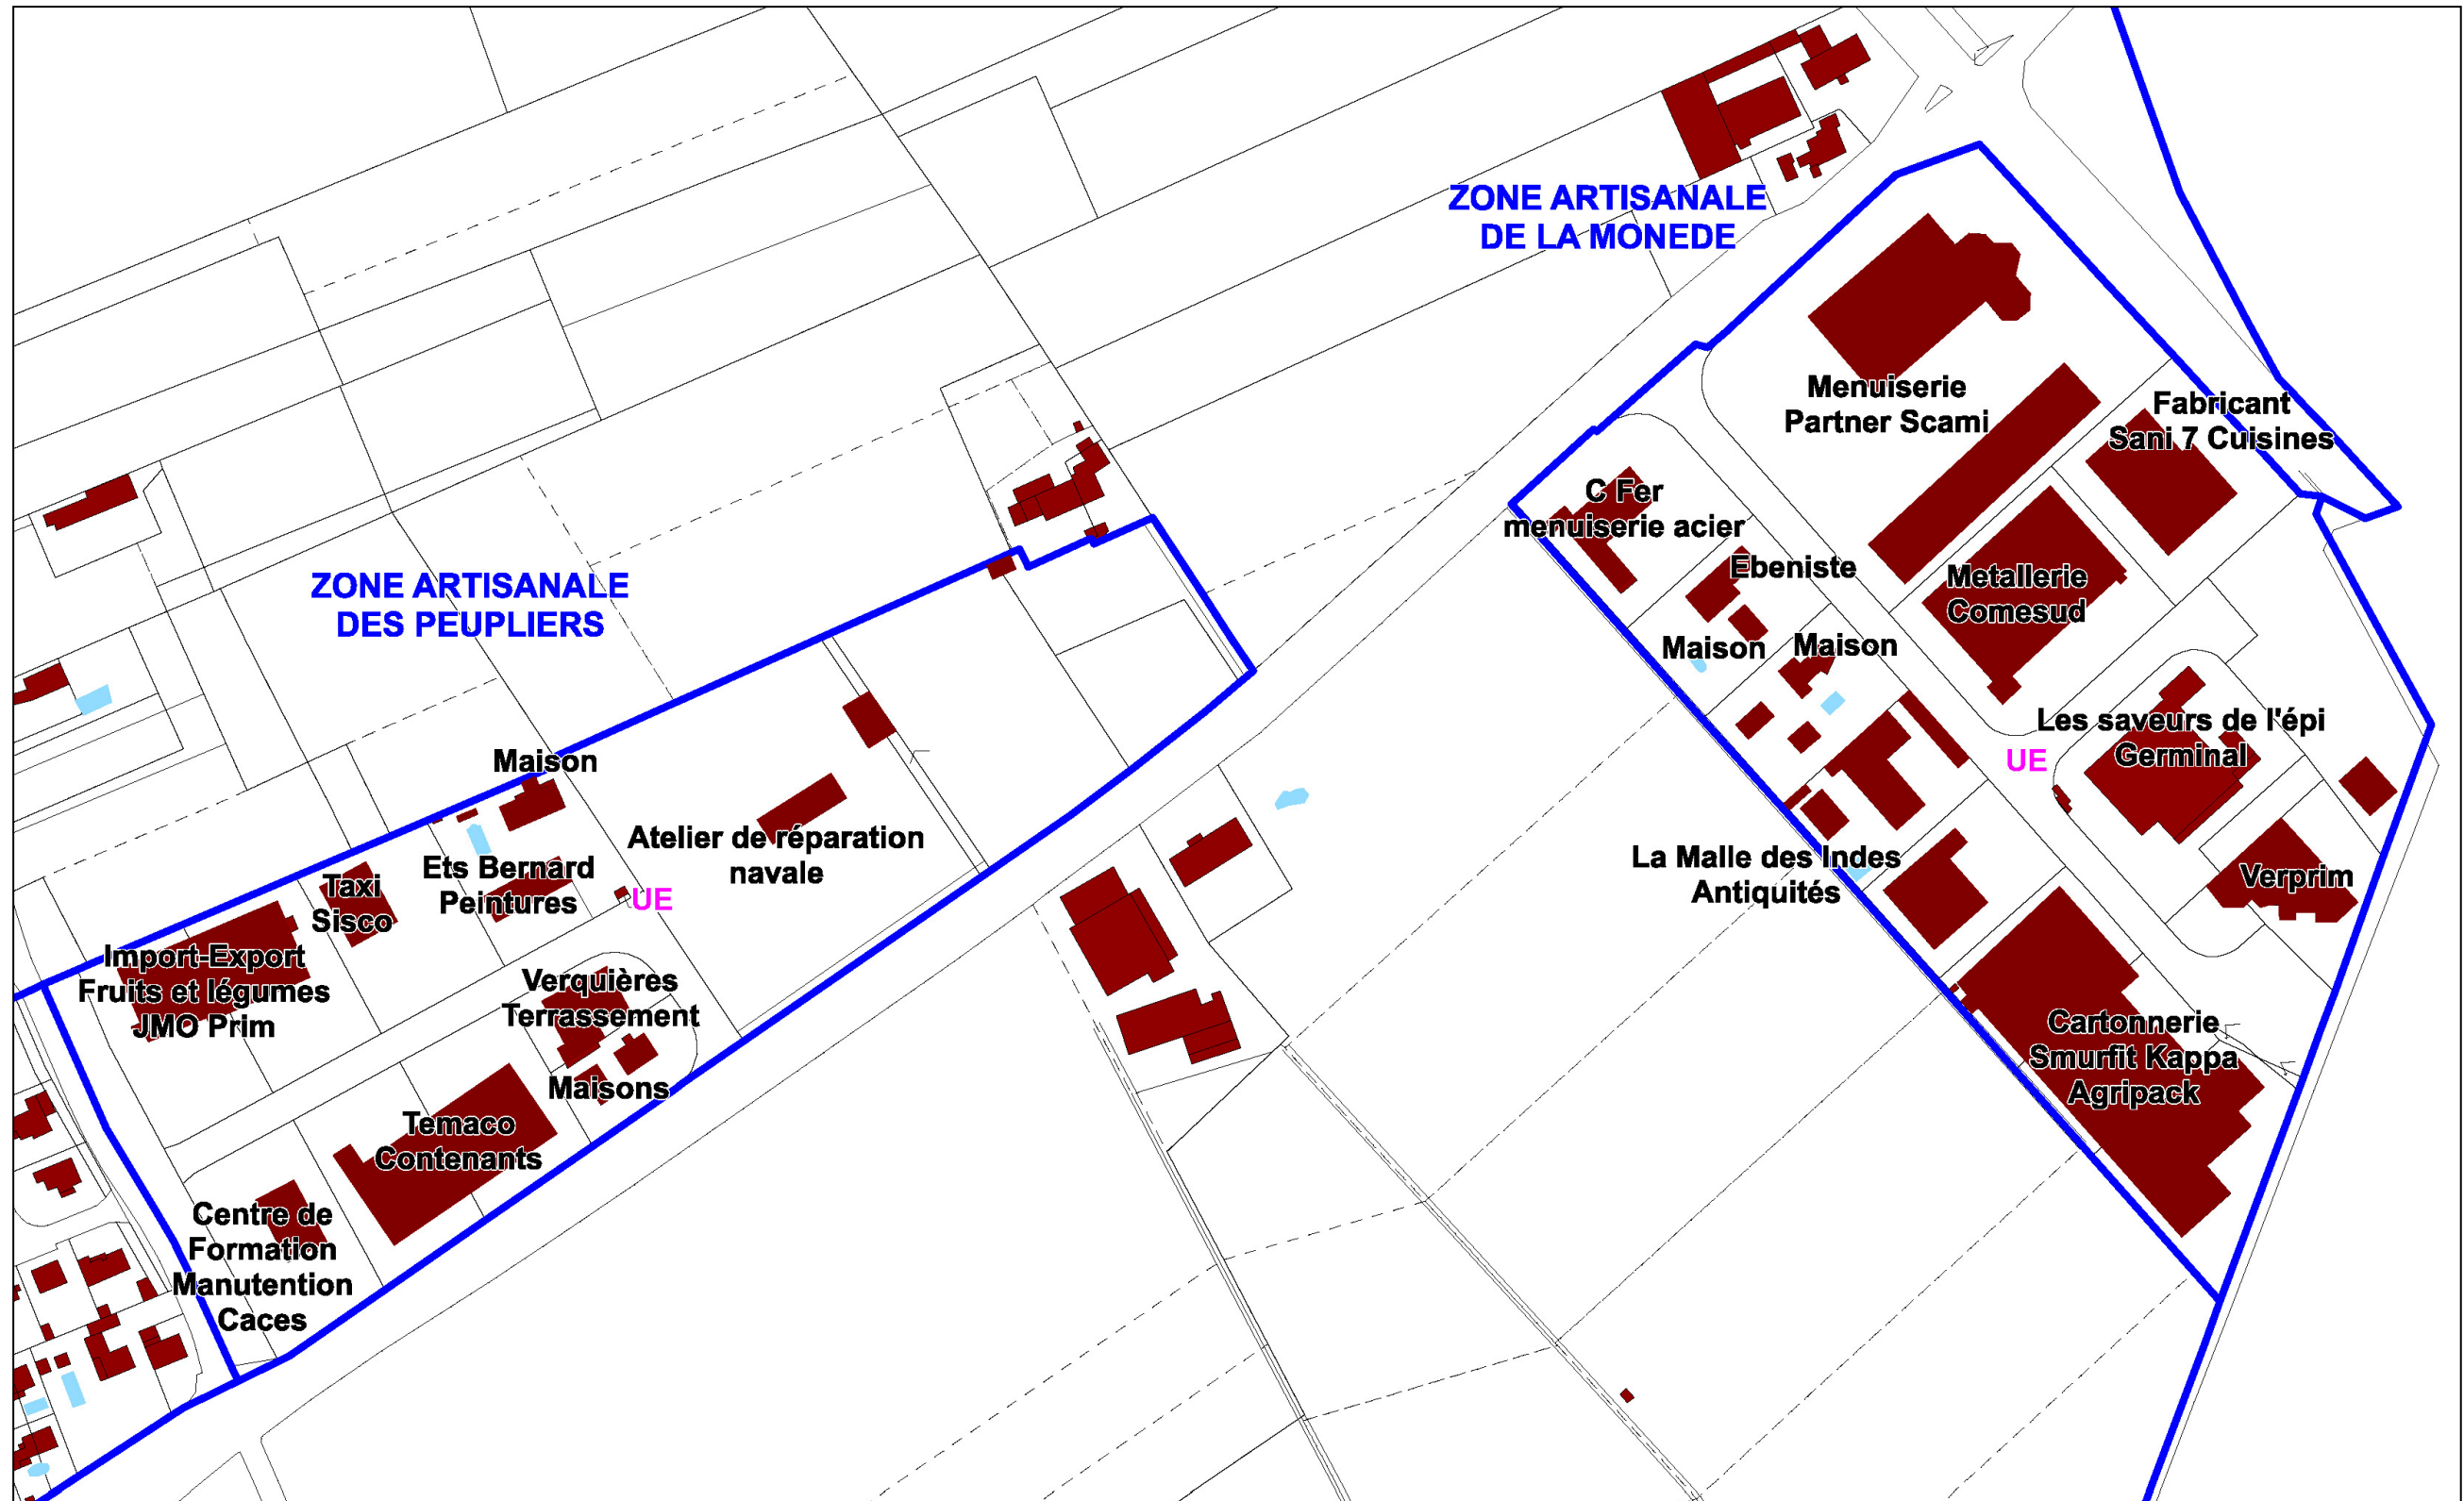 ZONE ARTISANALE
DE LA MONEDE
Menuiserie
Partner Scami
Fabricant
Sani 7 Cuisines
C Fer
menuiserie acier
Ebeniste
Metallerie
Comesud
Maison
Maison
Les saveurs de l'épi
Germinal
UE
La Malle des Indes
Antiquités
Verprim
Cartonnerie
Smurfit Kappa
Agripack
ZONE ARTISANALE
DES PEUPLIERS
Maison
Atelier de réparation
navale
Ets Bernard
Peintures
UE
Taxi
Sisco
Import-Export
Fruits et légumes
JMO Prim
Verquières
Terrassement
Maisons
Temaco
Contenants
Centre de
Formation
Manutention
Caces